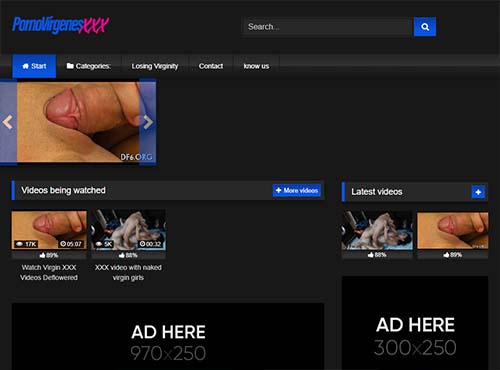 PornoVirgenesXXX
Search...
Start
Categories:
Losing Virginity
Contact
know us
DF6.ORG
Videos being watched
+ More videos
Latest videos
+
17K 05:07
5K 00:32
89%
88%
88%
89%
Watch Virgin XXX
Videos Deflowered
XXX video with naked
virgin girls
AD HERE
970x250
AD HERE
300x250